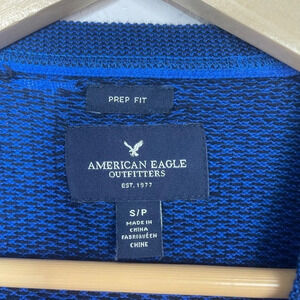 PREP FIT
AMERICAN EAGLE
OUTFITTERS
EST. 1977
S/P
MADE IN
CHINA
FABRIQUÉ EN
CHINE